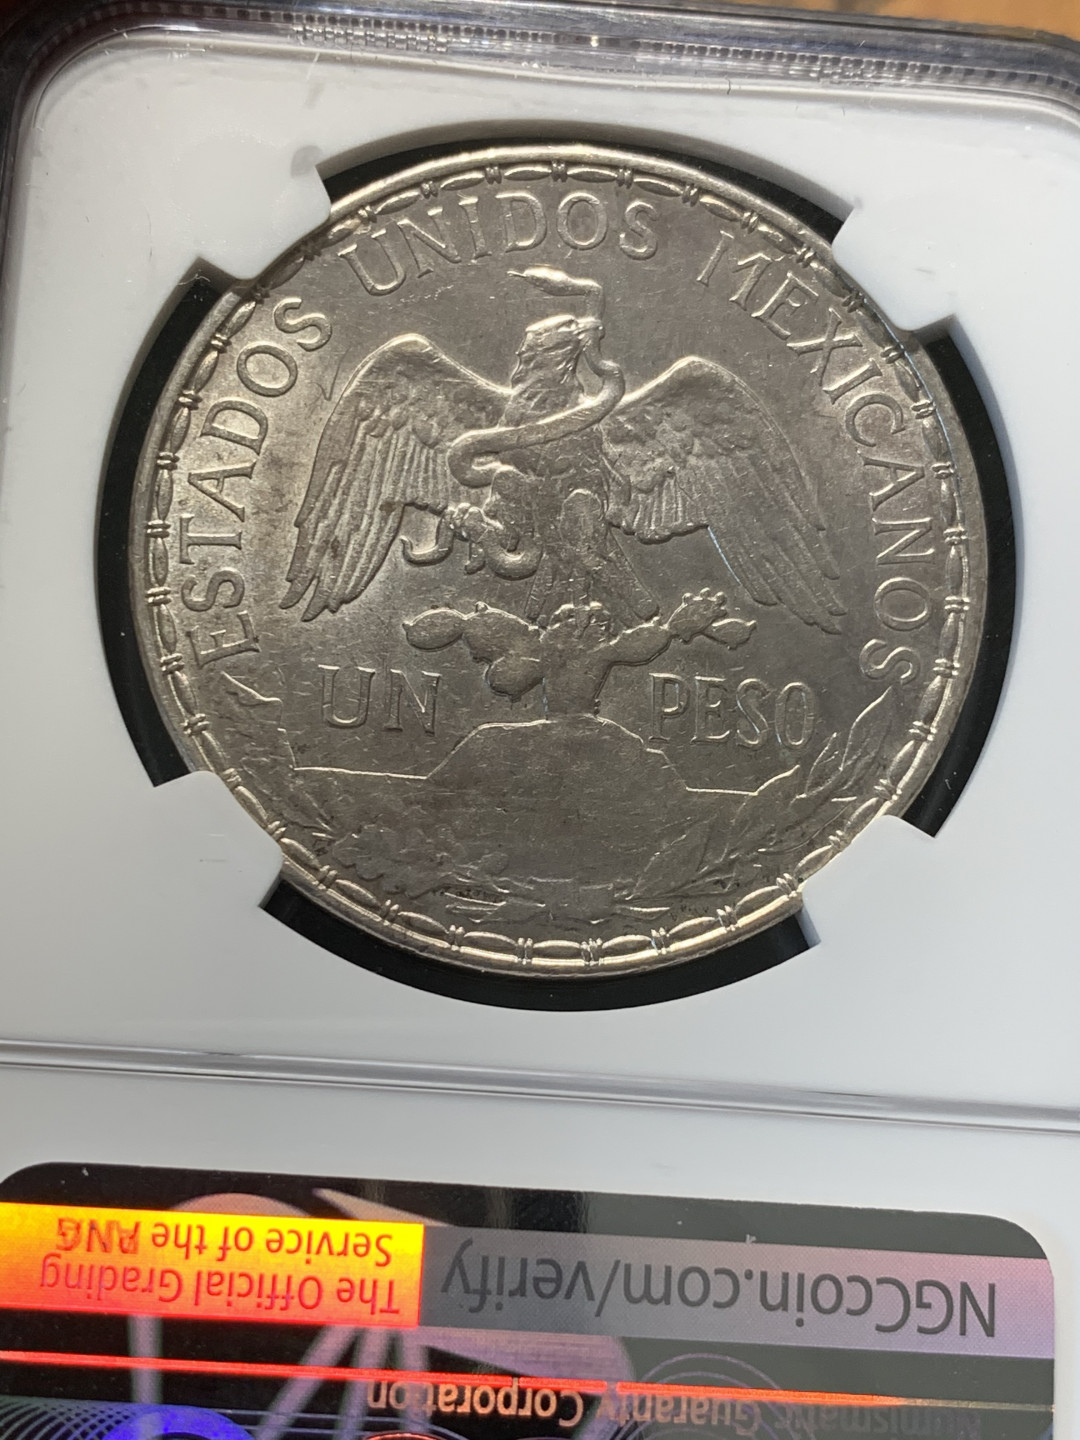 ESTADOS UNIDOS MEXICANOS
UN PESO
NGCcoin.com/verify
The Official Grading
Service of the ANA
Numismatic Guaranty Corporation